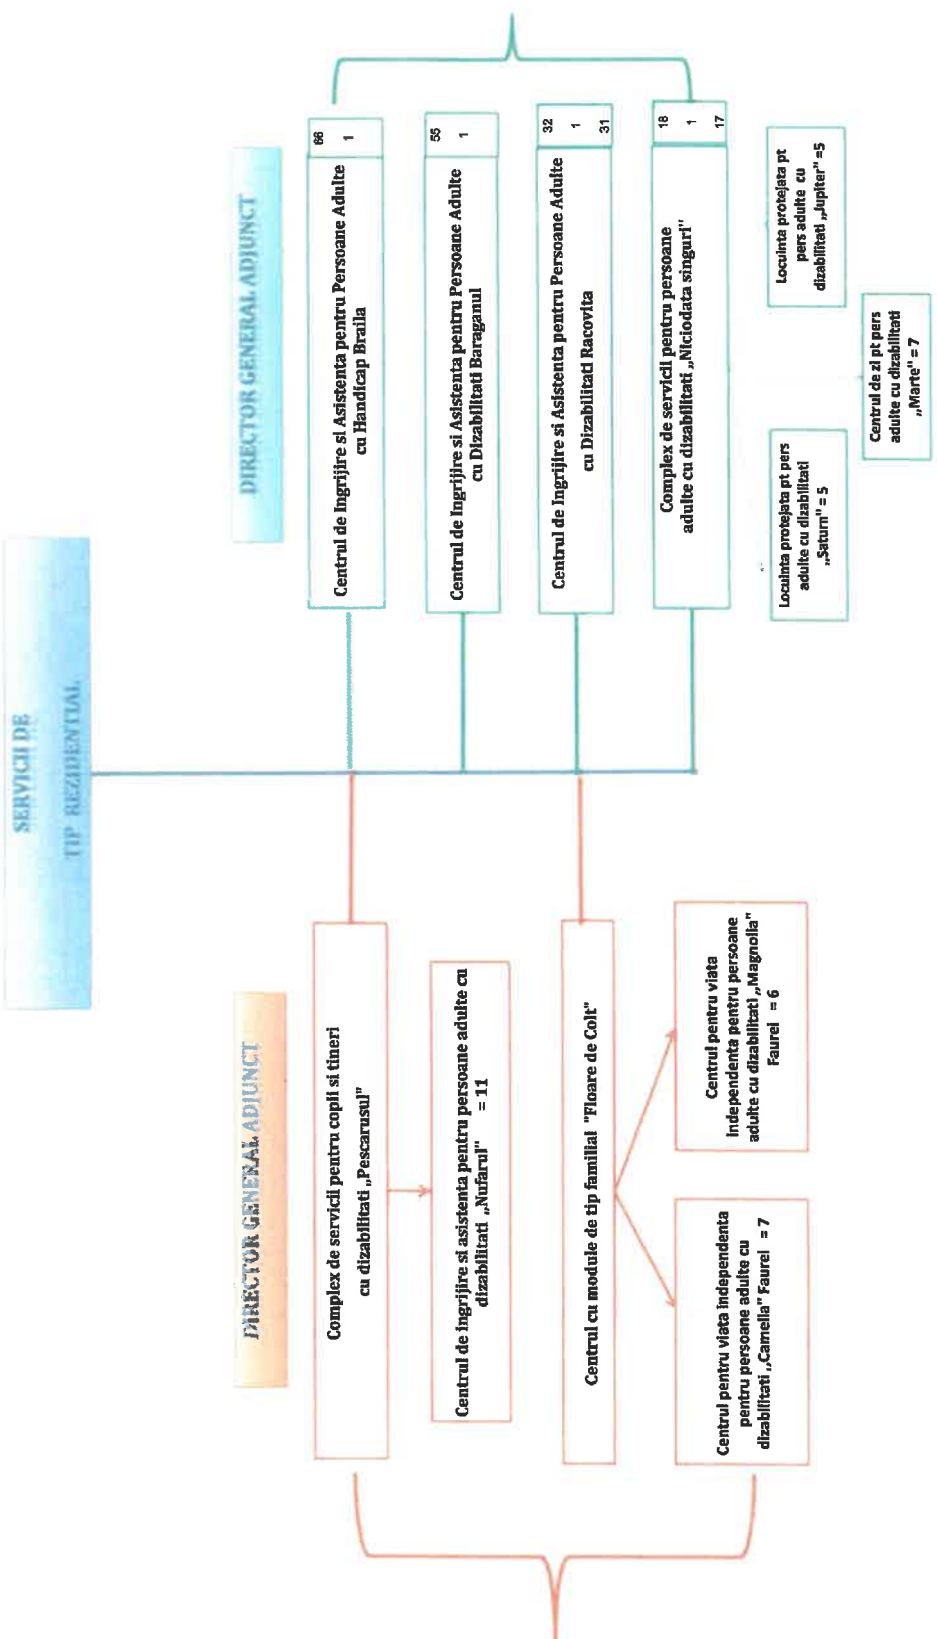 SERVICII DE
TIP REZIDENTIAL
DIRECTOR GENERAL ADJUNCT
Complex de servicii pentru copii si tineri
cu dizabilitati „Pescarusul"
Centrul de ingrijire si asistenta pentru persoane adulte cu
dizabilitati „Nufarul" = 11
Centrul cu module de tip familial "Floare de Colt"
Centrul pentru viata independenta
pentru persoane adulte cu
dizabilitati „Camelia" Faurei = 7
Centrul pentru viata
independenta pentru persoane
adulte cu dizabilitati „Magnolia"
Faurei = 6
DIRECTOR GENERAL ADJUNCT
Centrul de Ingrijire si Asistenta pentru Persoane Adulte
cu Handicap Braila
66
1
Centrul de Ingrijire si Asistenta pentru Persoane Adulte
cu Dizabilitati Baraganul
55
1
Centrul de Ingrijire si Asistenta pentru Persoane Adulte
cu Dizabilitati Racovita
32
1
31
Complex de servicii pentru persoane
adulte cu dizabilitati „Niciodata singuri"
18
1
17
Locuinta protejata pt pers
adulte cu dizabilitati
„Saturn" = 5
Locuinta protejata pt
pers adulte cu
dizabilitati „Jupiter" =5
Centrul de zi pt pers
adulte cu dizabilitati
„Marte" = 7